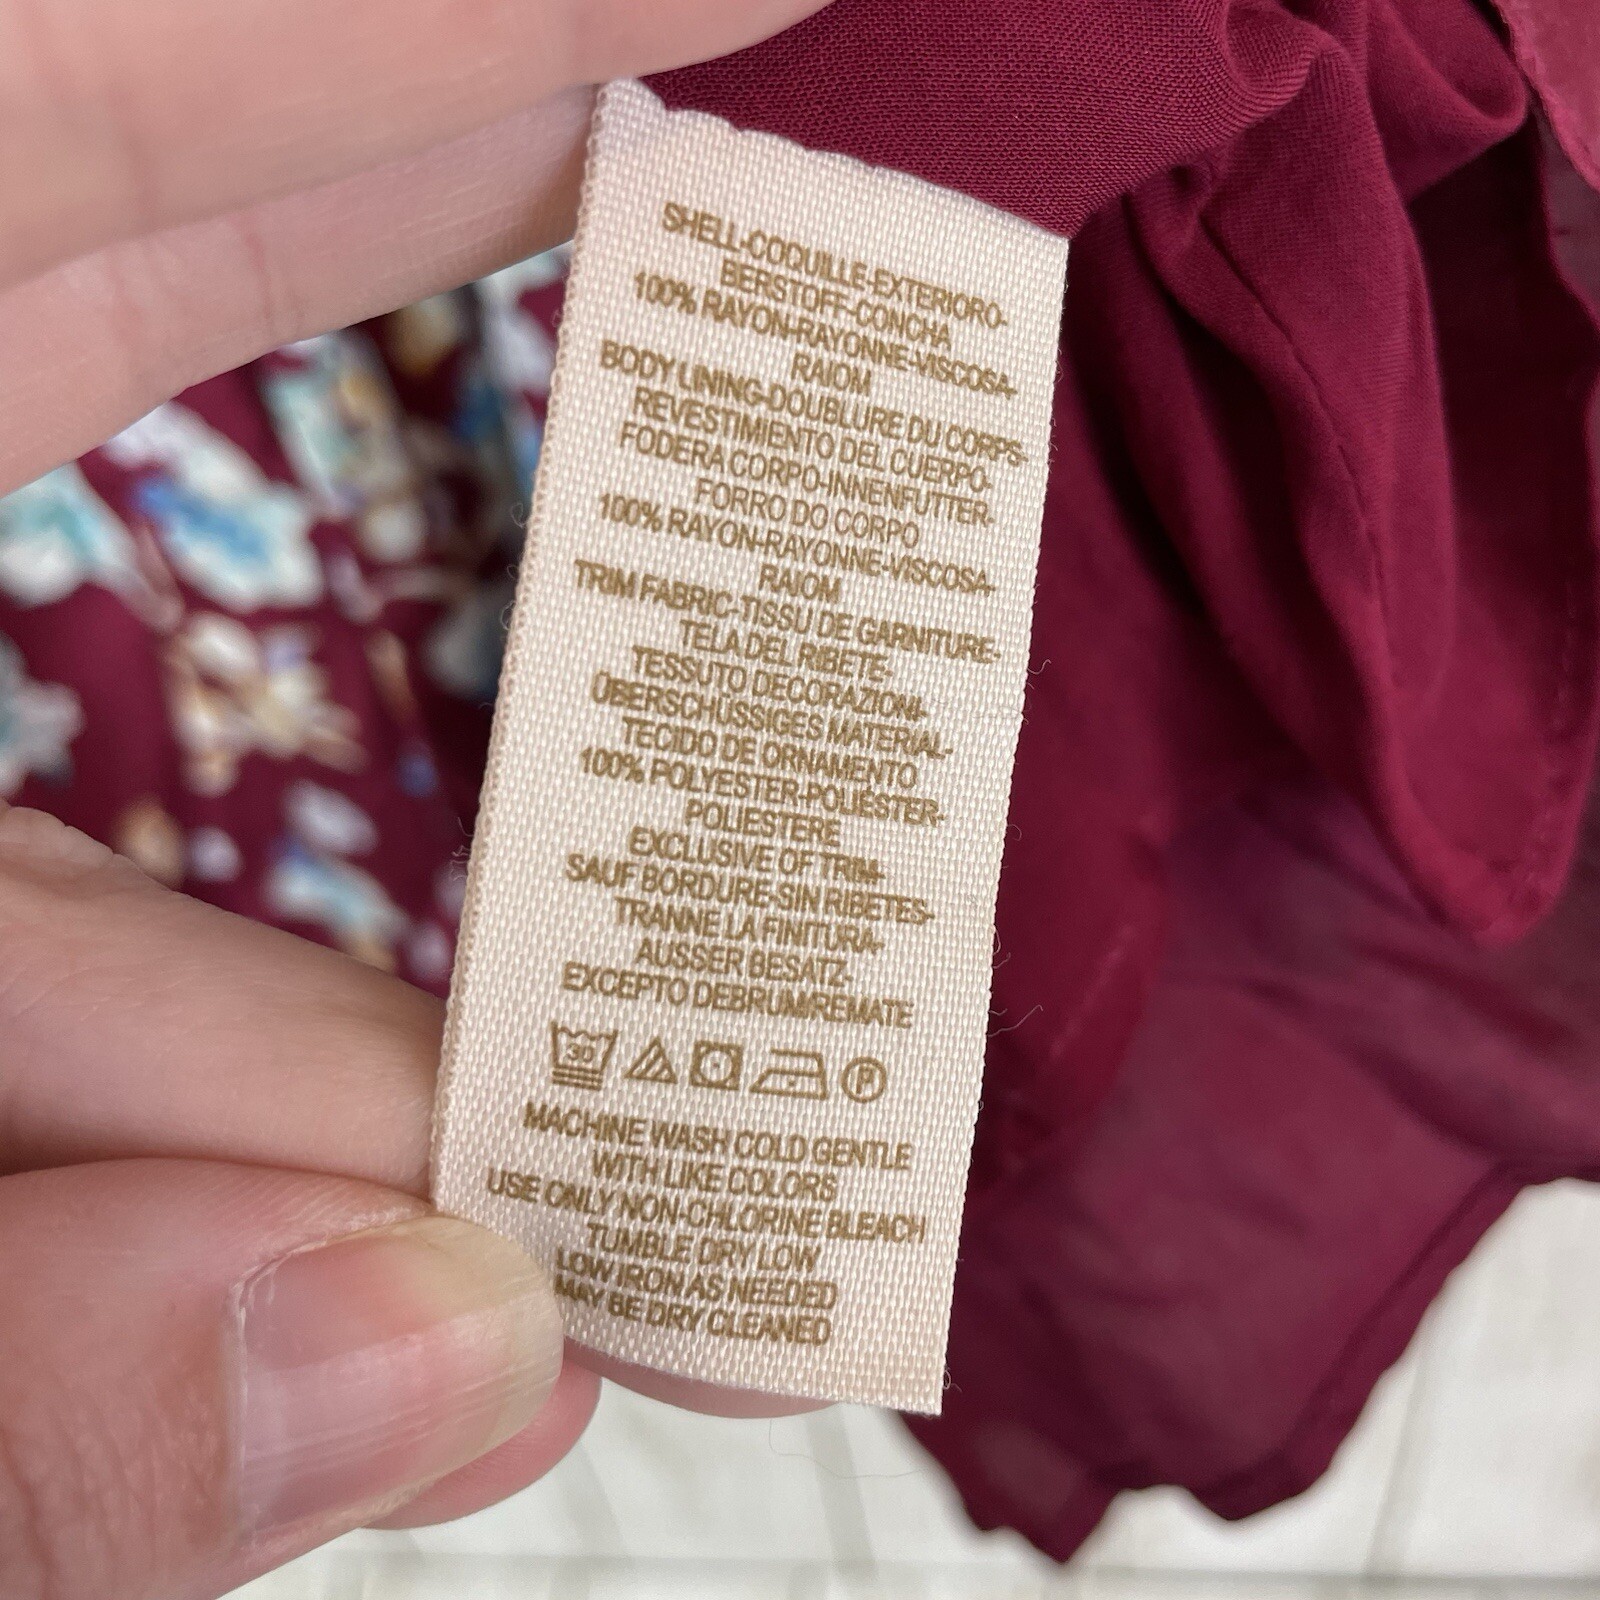 SHELL-COQUILLE-EXTERIORO-
BERSTOFF-CONCHA
100% RAYON-RAYONNE-VISCOSA-
RAIOM
BODY LINING-DOUBLURE DU CORPS-
REVESTIMIENTO DEL CUERPO-
FODERA CORPO-INNENFUTTER-
FORRO DO CORPO
100% RAYON-RAYONNE-VISCOSA-
RAIOM
TRIM FABRIC-TISSU DE GARNITURE-
TELA DEL RIBETE-
TESSUTO DECORAZIONI-
ÜBERSCHÜSSIGES MATERIAL-
TECIDO DE ORNAMENTO
100% POLYESTER-POLIÉSTER-
POLIESTERE
EXCLUSIVE OF TRIM-
SAUF BORDURE-SIN RIBETES-
TRANNE LA FINITURA-
AUSSER BESATZ-
EXCEPTO DEBRUM/REMATE
30 P
MACHINE WASH COLD GENTLE
WITH LIKE COLORS
USE ONLY NON-CHLORINE BLEACH
TUMBLE DRY LOW
LOW IRON AS NEEDED
MAY BE DRY CLEANED